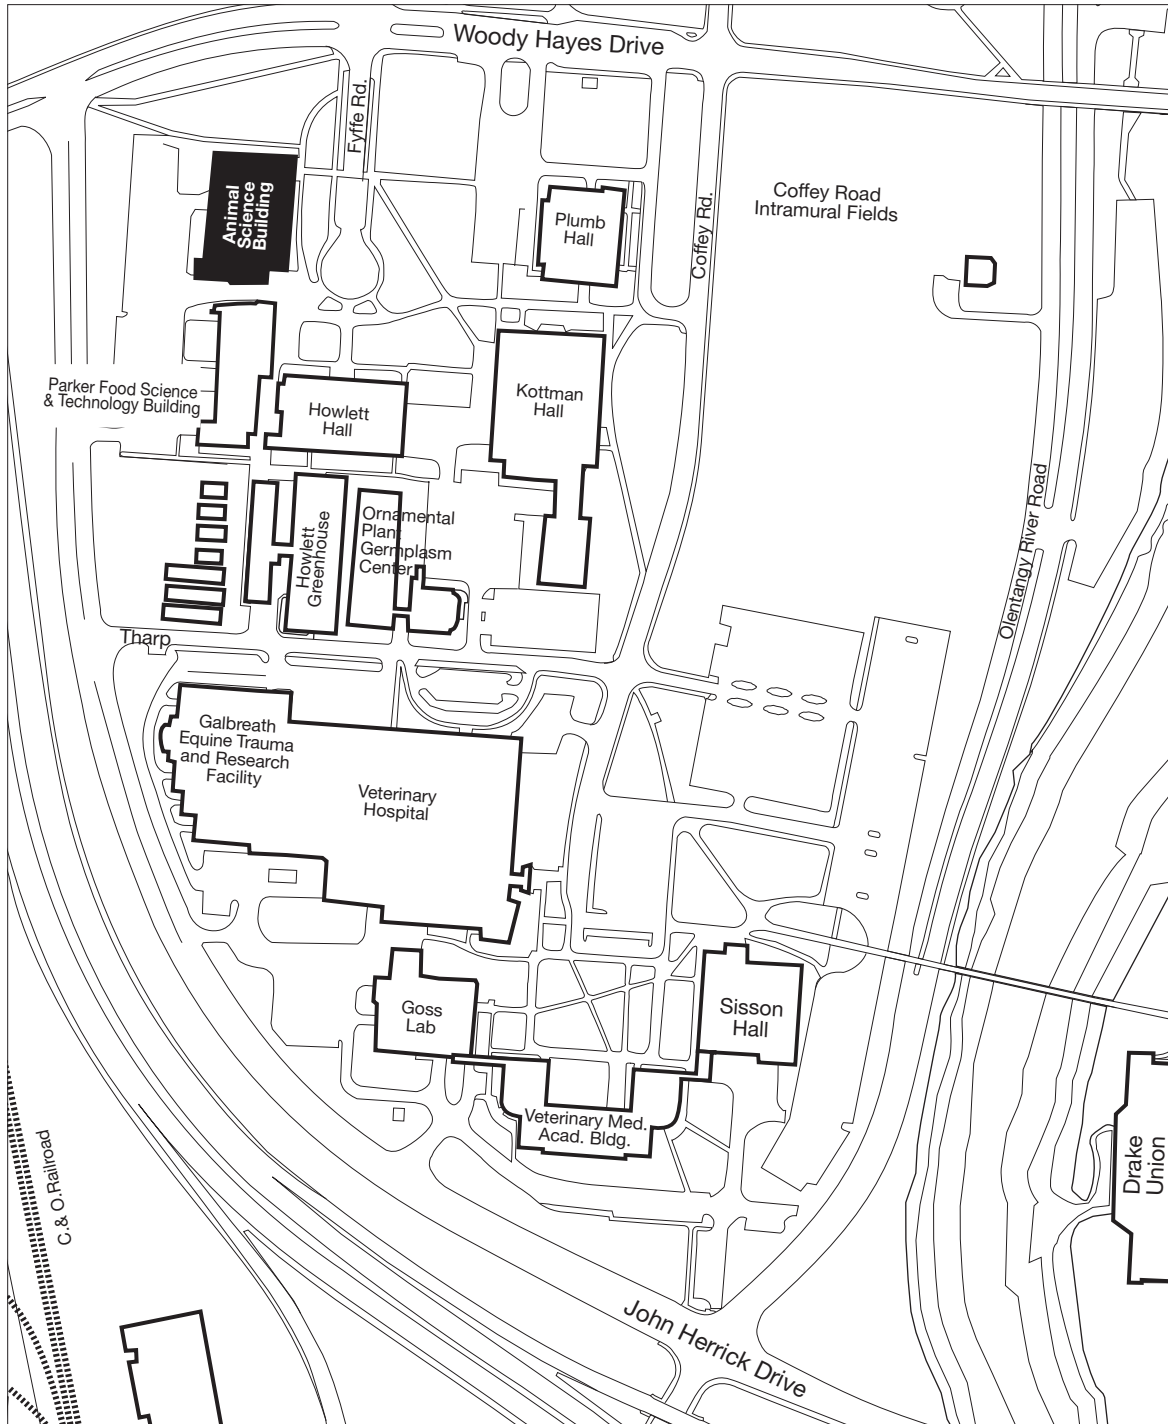 Woody Hayes Drive
Fyffe Rd.
Animal
Science
Building
Plumb
Hall
Coffey Rd.
Coffey Road
Intramural Fields
Parker Food Science
& Technology Building
Howlett
Hall
Kottman
Hall
Howlett
Greenhouse
Ornamental
Plant
Germplasm
Center
Olentangy River Road
Tharp
Galbreath
Equine Trauma
and Research
Facility
Veterinary
Hospital
Goss
Lab
Sisson
Hall
Veterinary Med.
Acad. Bldg.
Drake
Union
C.& O.Railroad
John Herrick Drive